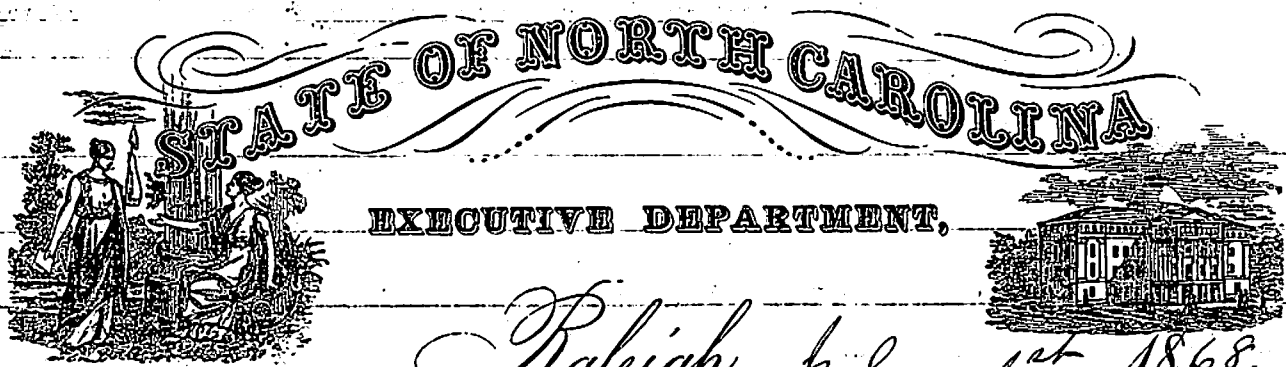 STATE OF NORTH CAROLINA
EXECUTIVE DEPARTMENT,
Raleigh, 1st 1868.